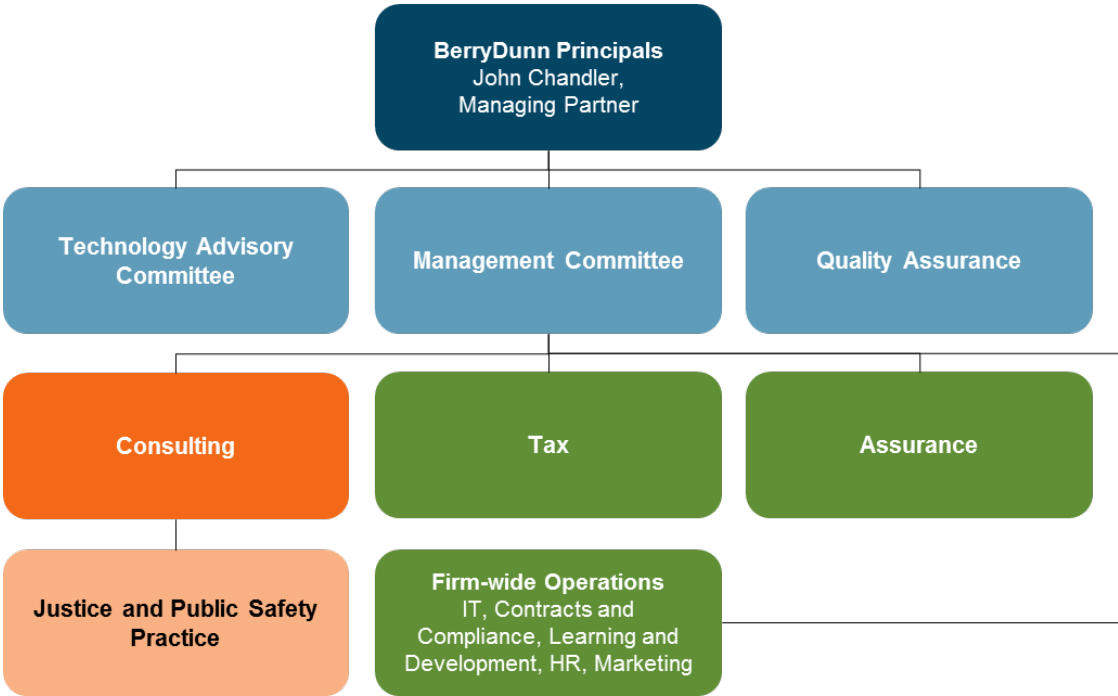 BerryDunn Principals
John Chandler,
Managing Partner
Technology Advisory
Committee
Management Committee
Quality Assurance
Consulting
Tax
Assurance
Justice and Public Safety
Practice
Firm-wide Operations
IT, Contracts and
Compliance, Learning and
Development, HR, Marketing